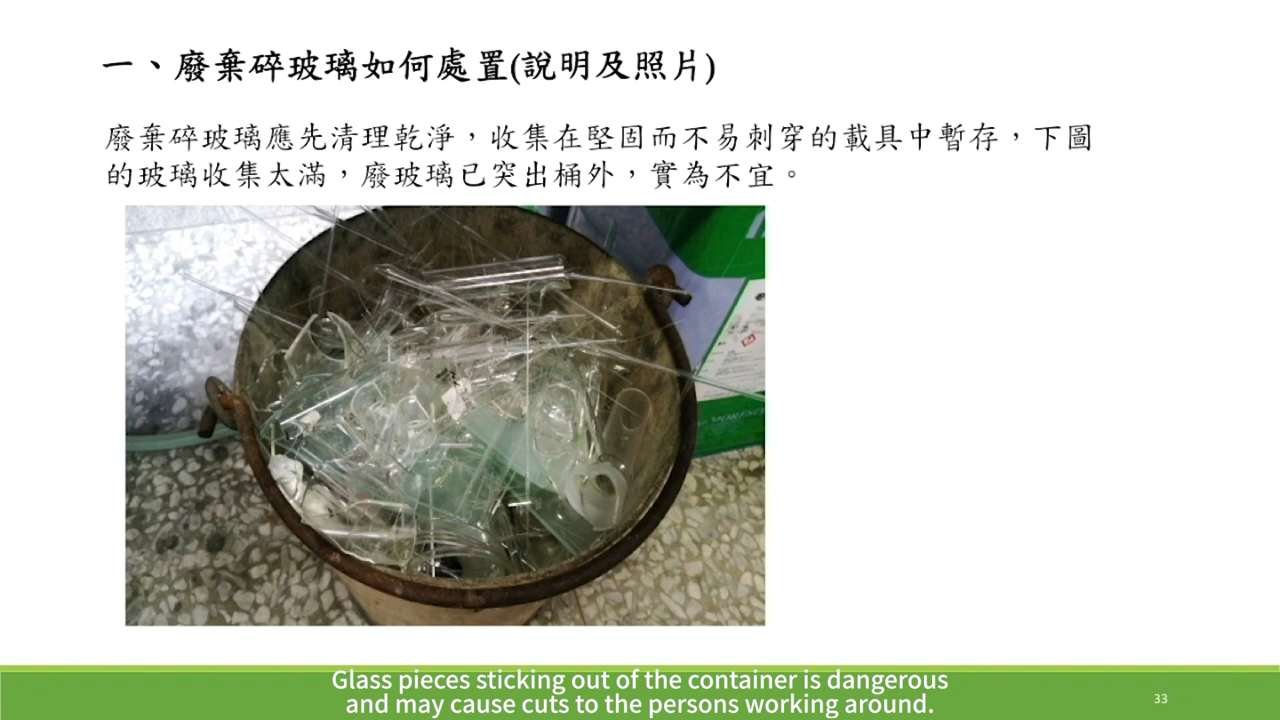 一、廢棄碎玻璃如何處置(說明及照片)
廢棄碎玻璃應先清理乾淨，收集在堅固而不易刺穿的載具中暫存，下圖
的玻璃收集太滿，廢玻璃已突出桶外，實為不宜。
Glass pieces sticking out of the container is dangerous
and may cause cuts to the persons working around.
33